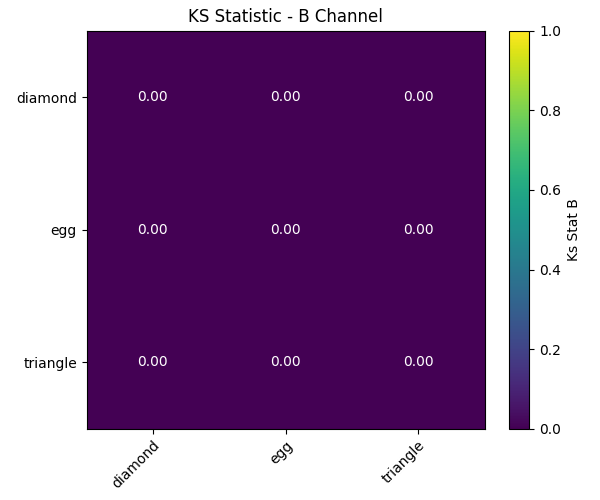 KS Statistic - B Channel
diamond
egg
triangle
0.00 0.00 0.00
0.00 0.00 0.00
0.00 0.00 0.00
diamond
egg
triangle
1.0
0.8
0.6
0.4
0.2
0.0
Ks Stat B